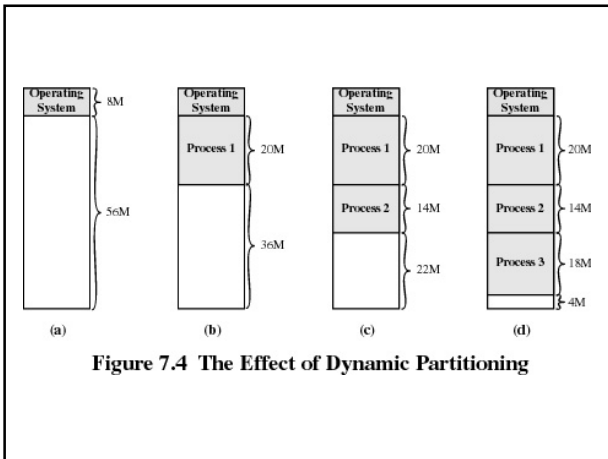 Operating
System
8M
56M
(a)
Operating
System
Process 1
20M
36M
(b)
Operating
System
Process 1
20M
Process 2
14M
22M
(c)
Operating
System
Process 1
20M
Process 2
14M
Process 3
18M
4M
(d)
Figure 7.4 The Effect of Dynamic Partitioning